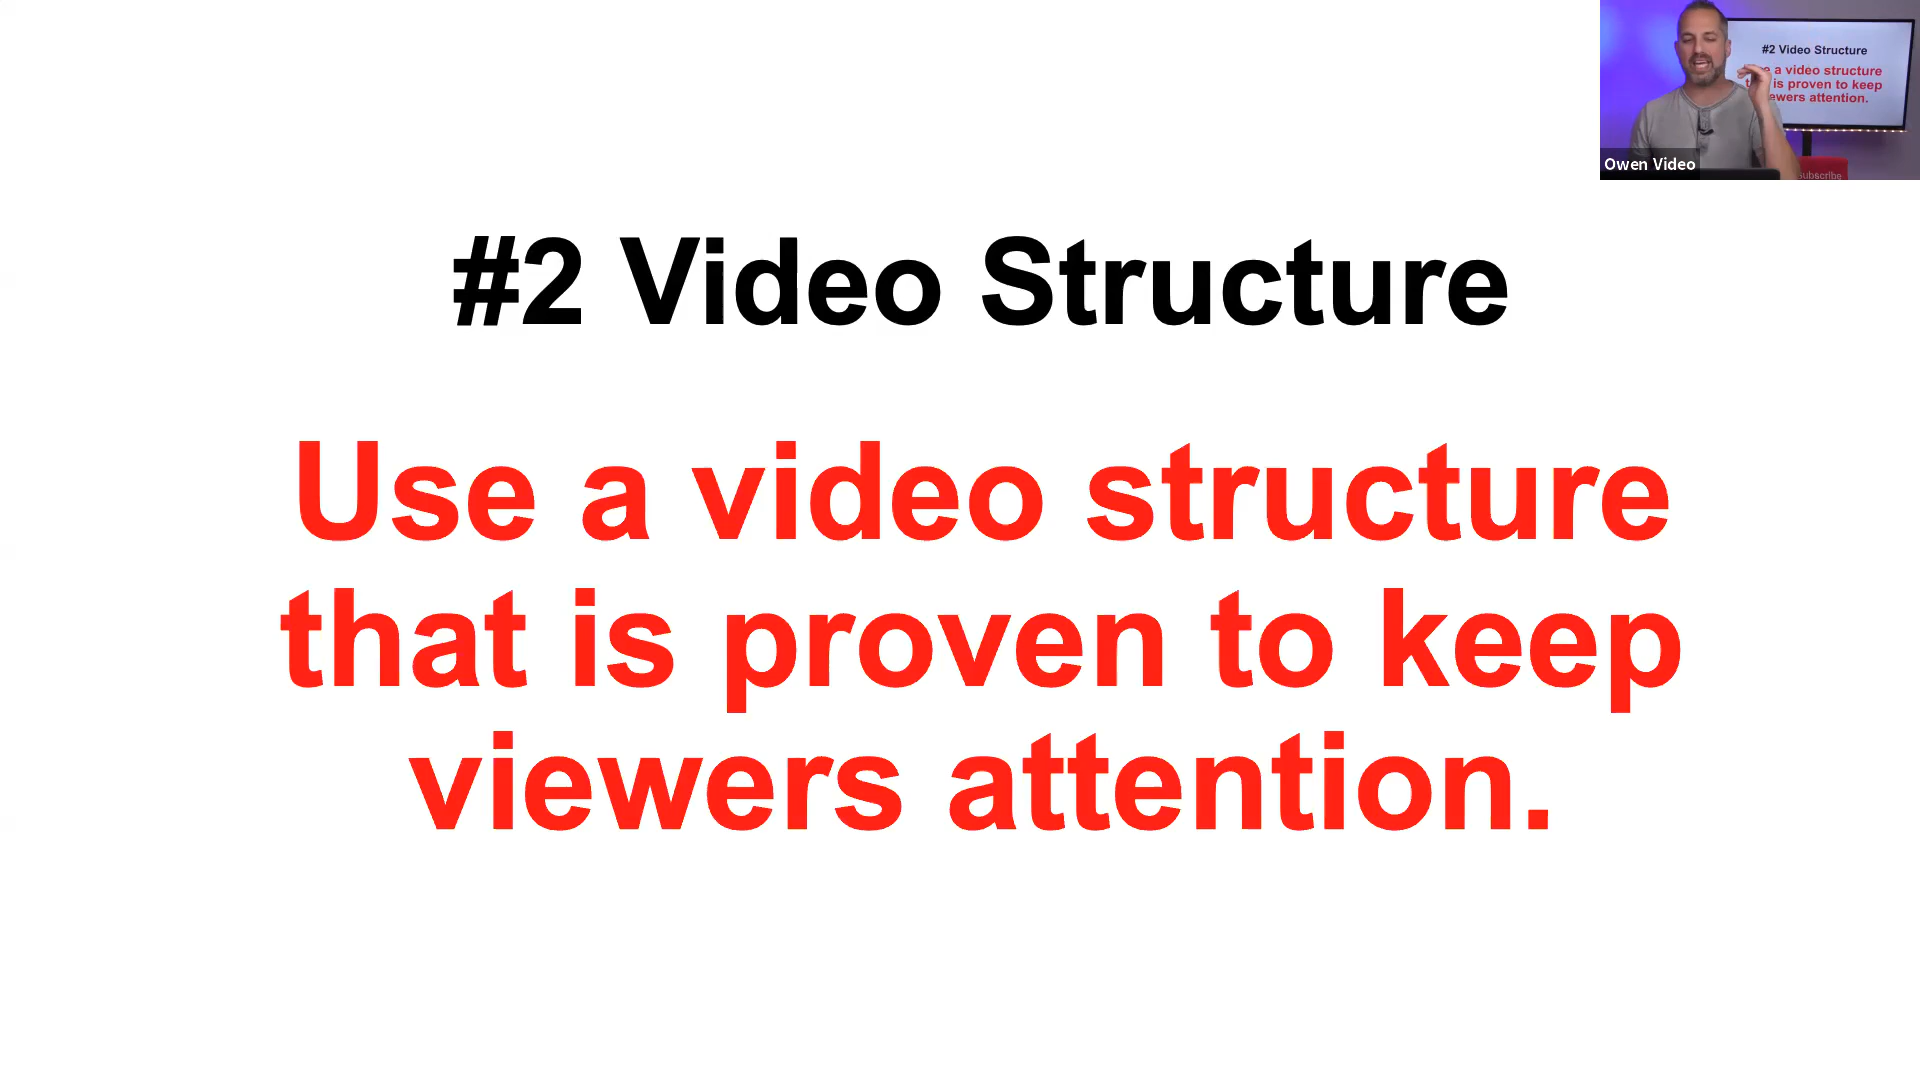 #2 Video Structure
Use a video structure
that is proven to keep
viewers attention.
#2 Video Structure
a video structure
is proven to keep
attention.
Owen Video
Subscribe